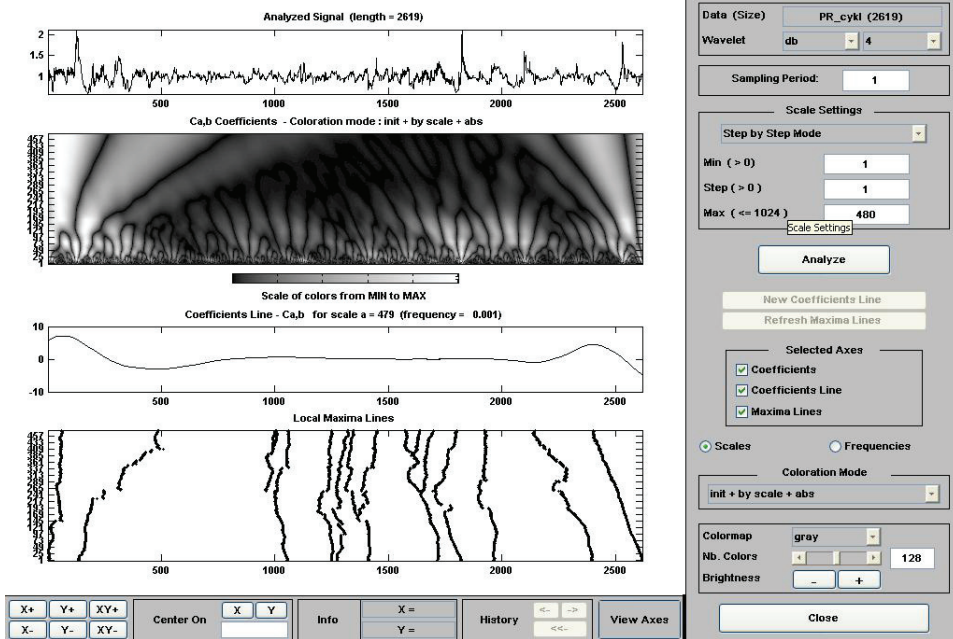 Analyzed Signal (length = 2619)
2
1.5
1
500 1000 1500 2000 2500
Ca,b Coefficients - Coloration mode : init + by scale + abs
Scale of colors from MIN to MAX
Coefficients Line - Ca,b for scale a = 479 (frequency = 0.001)
10
0
-10
500 1000 1500 2000 2500
Local Maxima Lines
500 1000 1500 2000 2500
Data (Size) PR_cykl (2619)
Wavelet db 4
Sampling Period: 1
Scale Settings
Step by Step Mode
Min ( > 0) 1
Step ( > 0 ) 1
Max ( <= 1024 ) 480
Scale Settings
Analyze
New Coefficients Line
Refresh Maxima Lines
Selected Axes
Coefficients
Coefficients Line
Maxima Lines
Scales Frequencies
Coloration Mode
init + by scale + abs
Colormap gray
Nb. Colors 128
Brightness - +
Close
X+ Y+ XY+
X- Y- XY-
Center On X Y
Info X =
Y =
History <- ->
<<-
View Axes